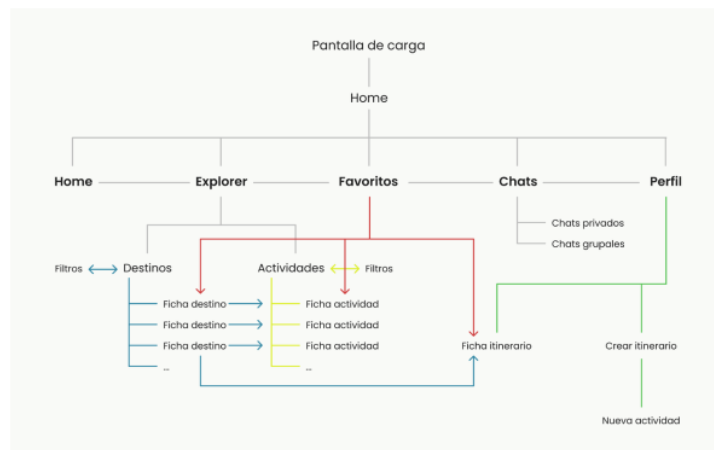 Pantalla de carga
Home
Home
Explorer
Favoritos
Chats
Perfil
Chats privados
Chats grupales
Filtros
Destinos
Actividades
Filtros
Ficha destino
Ficha actividad
Ficha destino
Ficha actividad
Ficha destino
Ficha actividad
Ficha itinerario
Crear itinerario
...
...
Nueva actividad